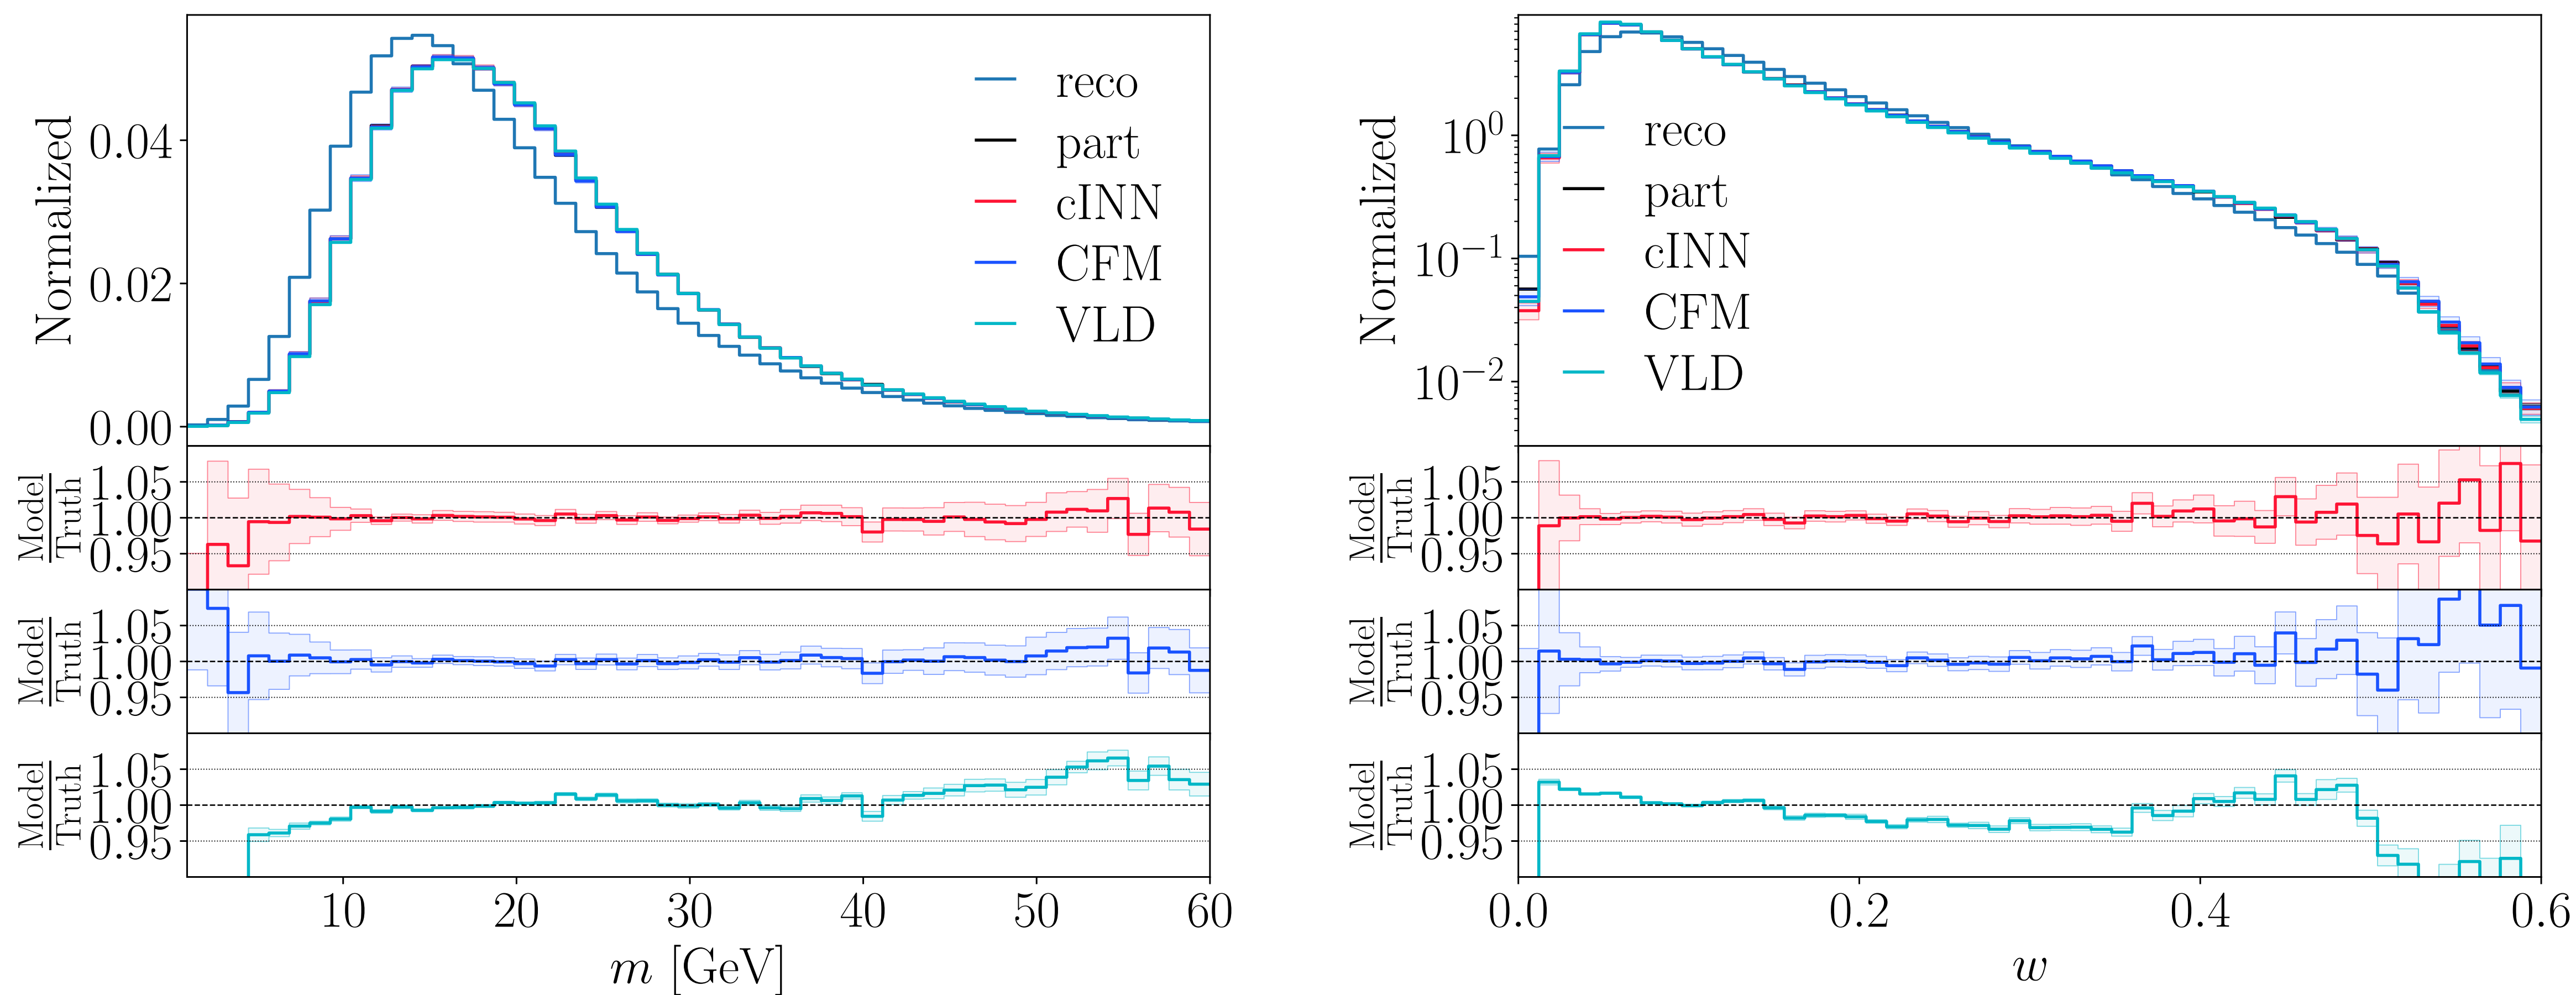 Normalized
0.04
0.02
0.00
reco
part
cINN
CFM
VLD
Model
Truth
1.05
1.00
0.95
Model
Truth
1.05
1.00
0.95
Model
Truth
1.05
1.00
0.95
10 20 30 40 50 60
m [GeV]
Normalized
10⁰
10⁻¹
10⁻²
reco
part
cINN
CFM
VLD
Model
Truth
1.05
1.00
0.95
Model
Truth
1.05
1.00
0.95
Model
Truth
1.05
1.00
0.95
0.0 0.2 0.4 0.6
w